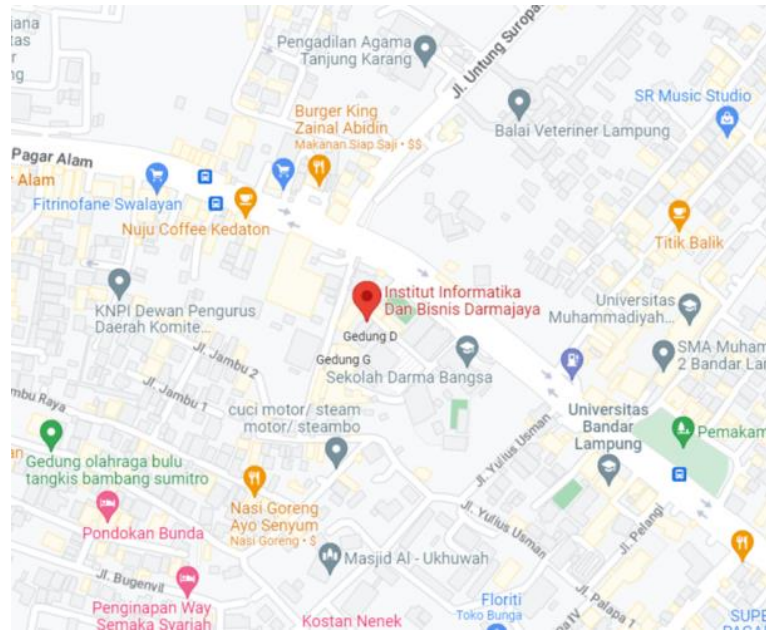 jana
tas
ng
Pengadilan Agama
Tanjung Karang
Jl. Untung Suropa
SR Music Studio
Burger King
Zainal Abidin
Makanan Siap Saji • $$
Balai Veteriner Lampung
Pagar Alam
Alam
Fitrinofane Swalayan
Nuju Coffee Kedaton
Titik Balik
Institut Informatika
Dan Bisnis Darmajaya
Universitas
Muhammadiyah...
KNPI Dewan Pengurus
Daerah Komite...
Gedung D
Gedung G
Jl. Jambu 2
Sekolah Darma Bangsa
SMA Muham
2 Bandar Lar
Jl. Jambu 1
mbu Raya
cuci motor/ steam
motor/ steambo
Universitas
Bandar
Lampung
Pemakam
Jl. Yulius Usman
Gedung olahraga bulu
tangkis bambang sumitro
Nasi Goreng
Ayo Senyum
Nasi Goreng • $
Jl. Yulius Usman
Jl. Pelangi
Pondokan Bunda
Masjid Al - Ukhuwah
Jl. Bugenvil
Penginapan Way
Semaka Syariah
Kostan Nenek
Floriti
Toko Bunga
Jl. Palapa 1
SUPE